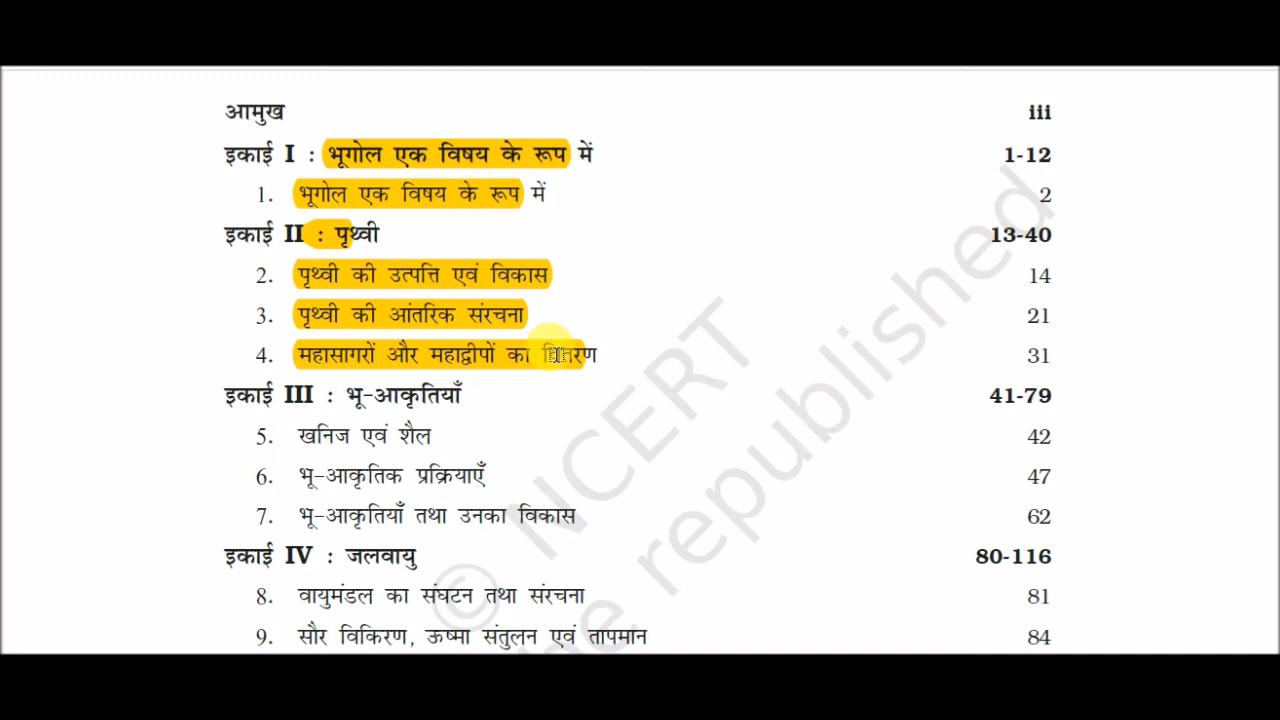 आमुख iii
इकाई I : भूगोल एक विषय के रूप में 1-12
1. भूगोल एक विषय के रूप में 2
इकाई II : पृथ्वी 13-40
2. पृथ्वी की उत्पत्ति एवं विकास 14
3. पृथ्वी की आंतरिक संरचना 21
4. महासागरों और महाद्वीपों का वितरण 31
इकाई III : भू-आकृतियाँ 41-79
5. खनिज एवं शैल 42
6. भू-आकृतिक प्रक्रियाएँ 47
7. भू-आकृतियाँ तथा उनका विकास 62
इकाई IV : जलवायु 80-116
8. वायुमंडल का संघटन तथा संरचना 81
9. सौर विकिरण, ऊष्मा संतुलन एवं तापमान 84
© NCERT
be republished